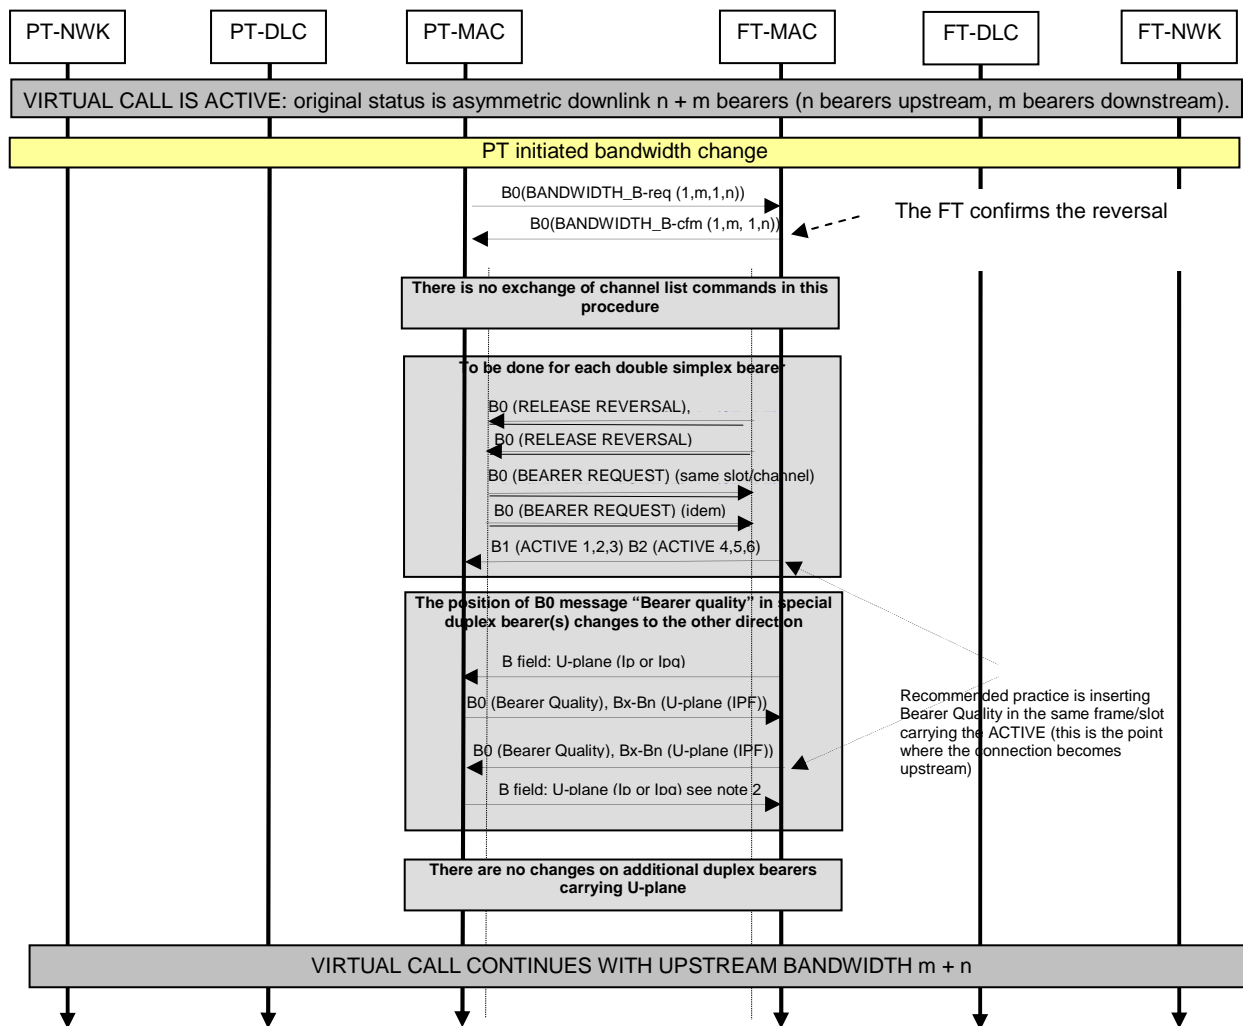 PT-NWK PT-DLC PT-MAC FT-MAC FT-DLC FT-NWK
VIRTUAL CALL IS ACTIVE: original status is asymmetric downlink n + m bearers (n bearers upstream, m bearers downstream).
PT initiated bandwidth change
B0(BANDWIDTH_B-req (1,m,1,n))
The FT confirms the reversal
B0(BANDWIDTH_B-cfm (1,m, 1,n))
There is no exchange of channel list commands in this
procedure
To be done for each double simplex bearer
B0 (RELEASE REVERSAL),
B0 (RELEASE REVERSAL)
B0 (BEARER REQUEST) (same slot/channel)
B0 (BEARER REQUEST) (idem)
B1 (ACTIVE 1,2,3) B2 (ACTIVE 4,5,6)
The position of B0 message “Bearer quality” in special
duplex bearer(s) changes to the other direction
B field: U-plane (Ip or Ipq)
B0 (Bearer Quality), Bx-Bn (U-plane (IPF))
B0 (Bearer Quality), Bx-Bn (U-plane (IPF))
B field: U-plane (Ip or Ipq) see note 2
Recommended practice is inserting
Bearer Quality in the same frame/slot
carrying the ACTIVE (this is the point
where the connection becomes
upstream)
There are no changes on additional duplex bearers
carrying U-plane
VIRTUAL CALL CONTINUES WITH UPSTREAM BANDWIDTH m + n